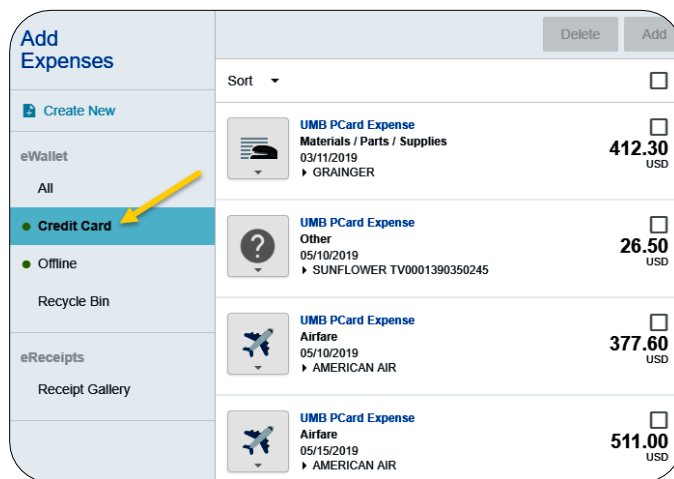 Add
Expenses
Create New
eWallet
All
Credit Card
Offline
Recycle Bin
eReceipts
Receipt Gallery
Delete
Add
Sort
UMB PCard Expense
Materials / Parts / Supplies
03/11/2019
GRAINGER
412.30
USD
UMB PCard Expense
Other
05/10/2019
SUNFLOWER TV0001390350245
26.50
USD
UMB PCard Expense
Airfare
05/10/2019
AMERICAN AIR
377.60
USD
UMB PCard Expense
Airfare
05/15/2019
AMERICAN AIR
511.00
USD